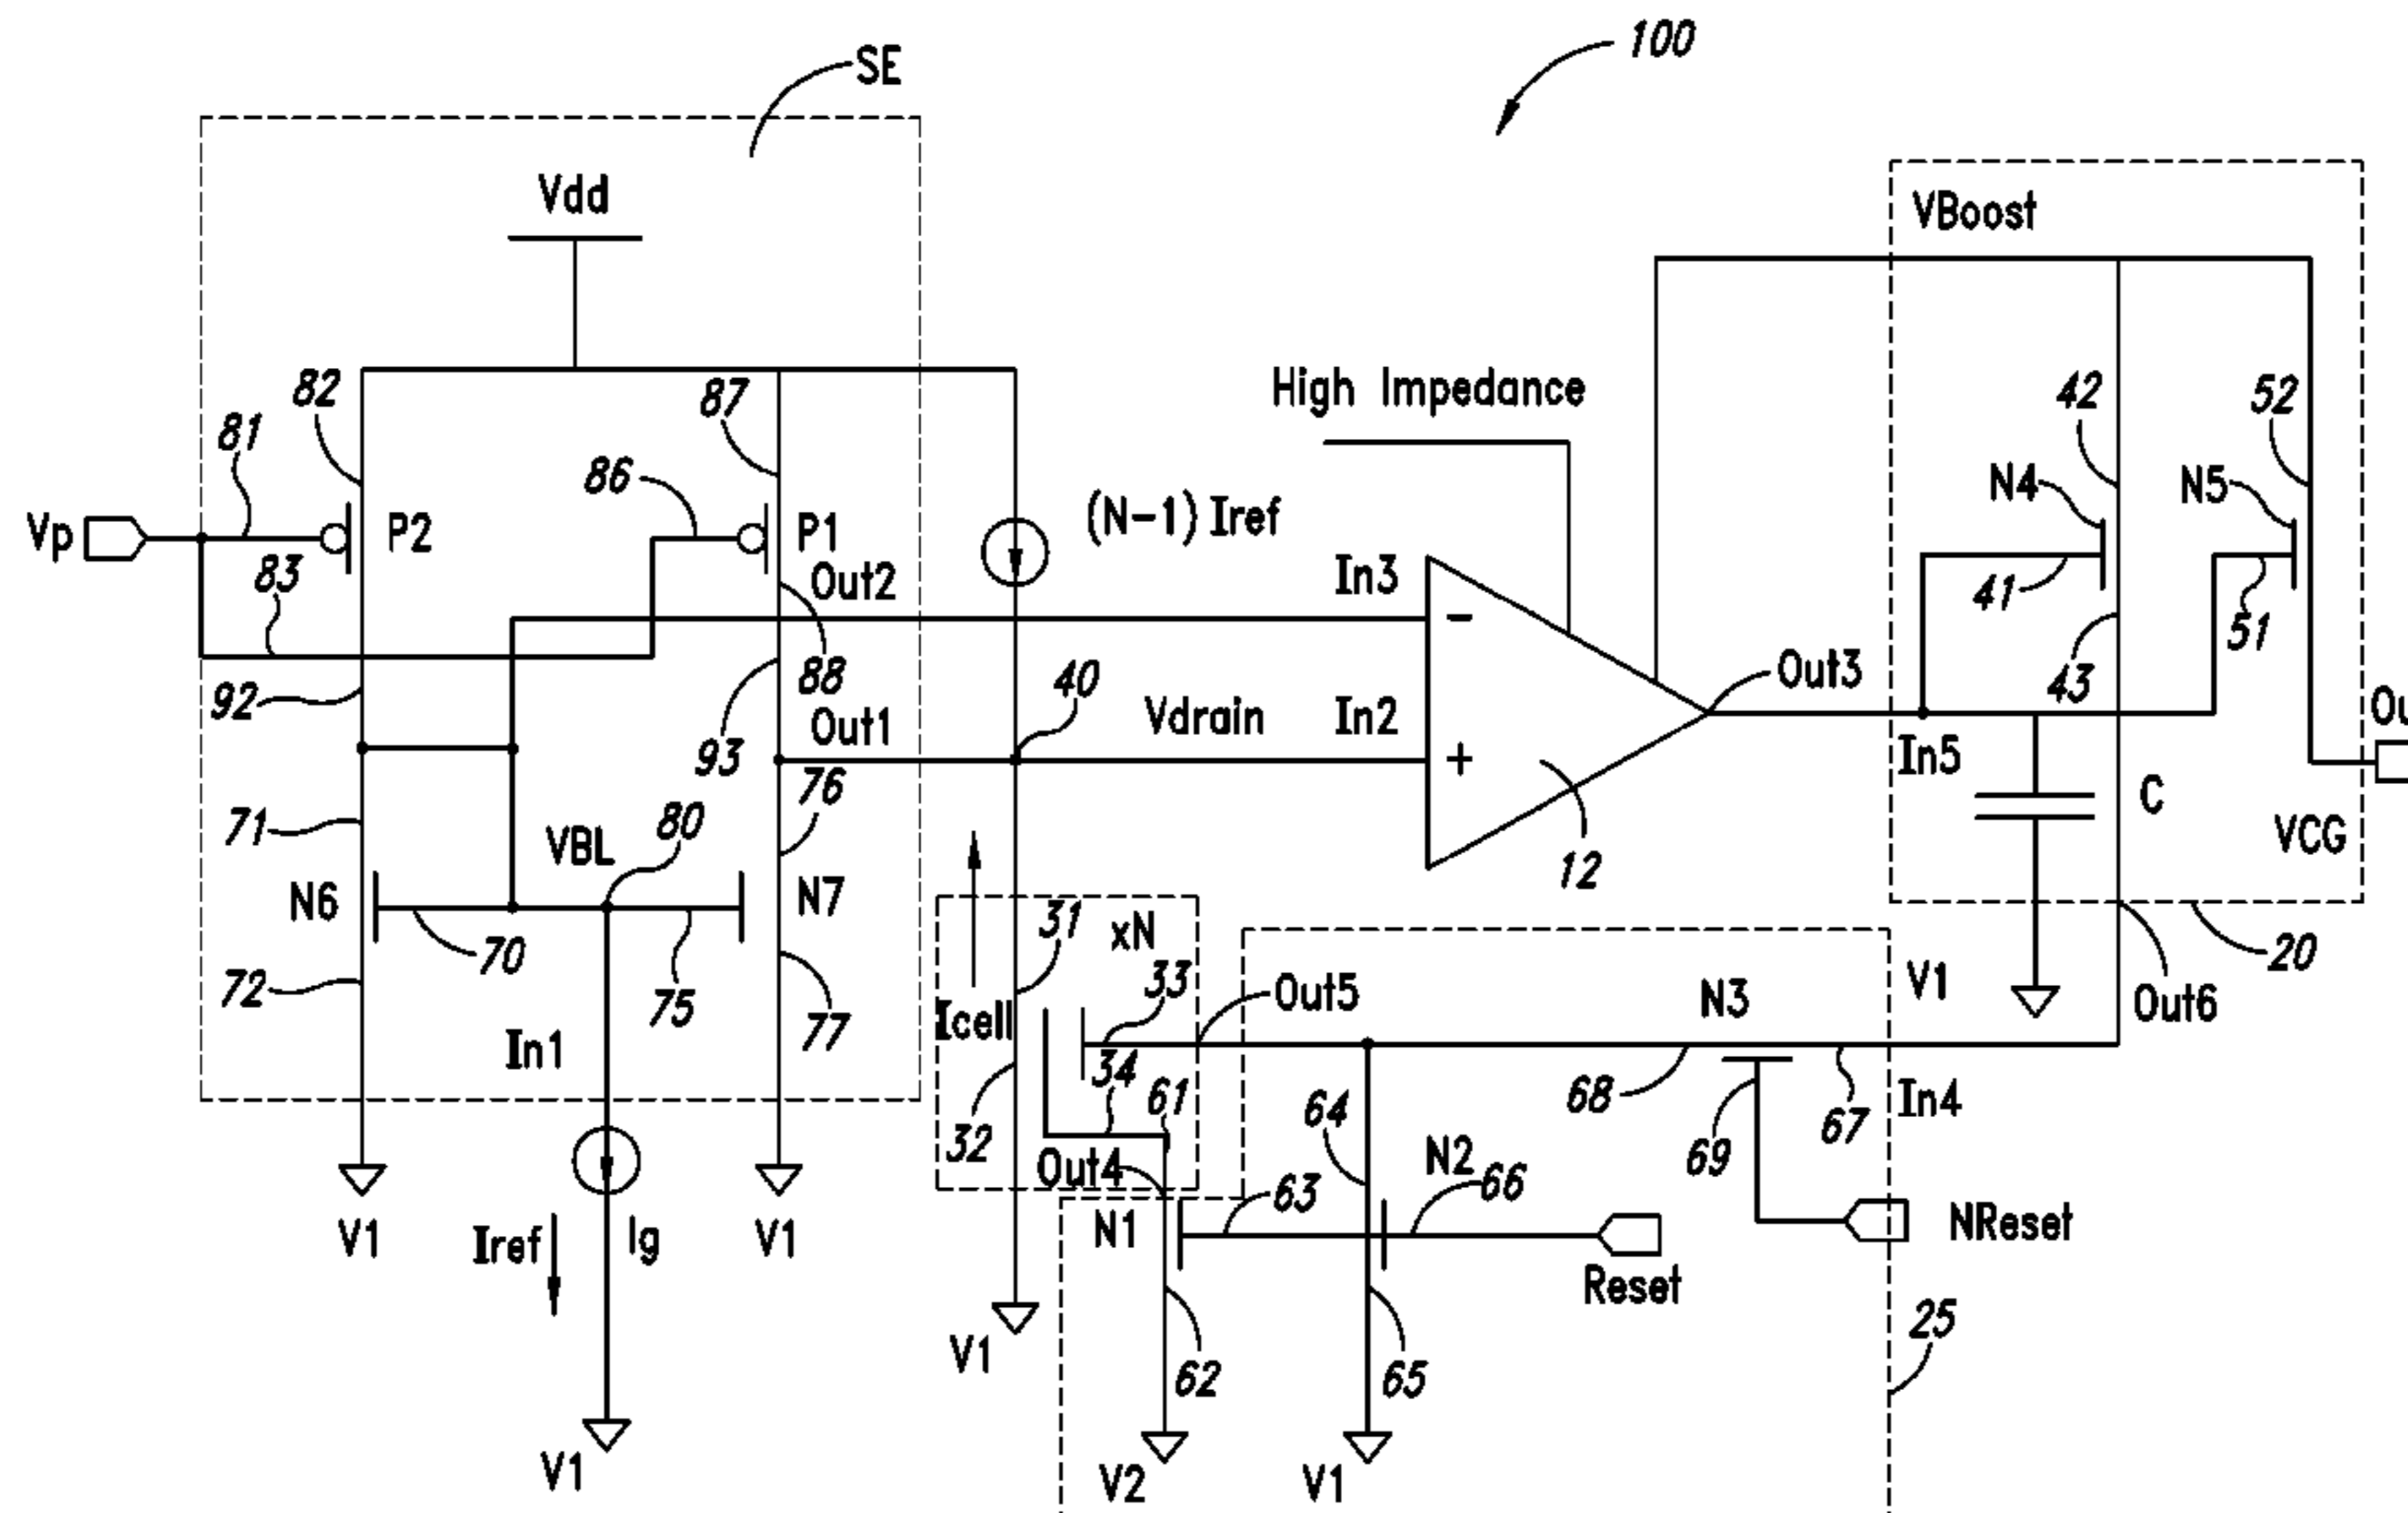 100
SE
Vdd
VBoost
82
87
High Impedance
42
52
81
86
N4
N5
(N-1) Iref
Vp
P2
P1
83
Out2
In3
-
41
51
92
88
40
Out3
43
93
Out1
Vdrain
In2
+
In5
71
76
C
VBL
80
VCG
12
N6
N7
31
xN
70
33
20
72
75
77
Icell
Out5
N3
V1
Out6
In1
34
32
61
64
68
69
67
In4
Out4
N2
66
63
N1
NReset
V1
Iref
Ig
V1
Reset
V1
62
65
25
V1
V2
V1